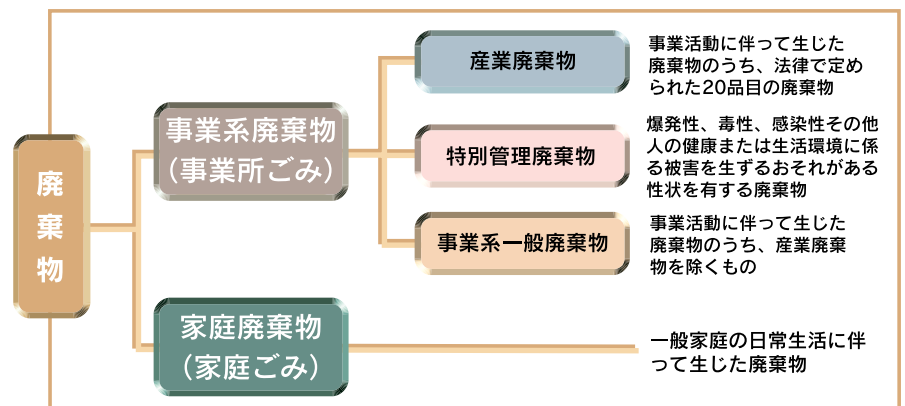 廃棄物
事業系廃棄物
（事業所ごみ）
産業廃棄物
事業活動に伴って生じた
廃棄物のうち、法律で定め
られた20品目の廃棄物
特別管理廃棄物
爆発性、毒性、感染性その他
人の健康または生活環境に係
る被害を生ずるおそれがある
性状を有する廃棄物
事業系一般廃棄物
事業活動に伴って生じた
廃棄物のうち、産業廃棄
物を除くもの
家庭廃棄物
（家庭ごみ）
一般家庭の日常生活に伴
って生じた廃棄物